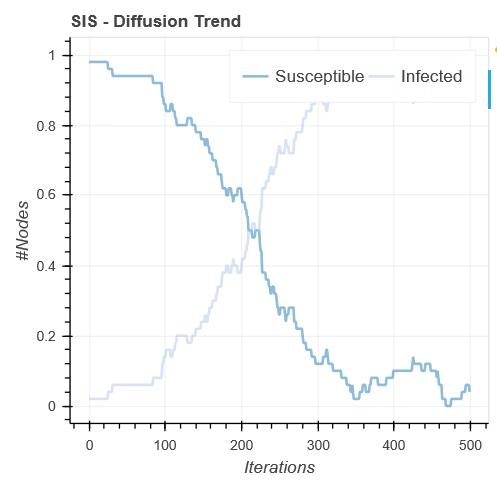 SIS - Diffusion Trend
Susceptible
Infected
1
0.8
0.6
0.4
0.2
0
#Nodes
0
100
200
300
400
500
Iterations